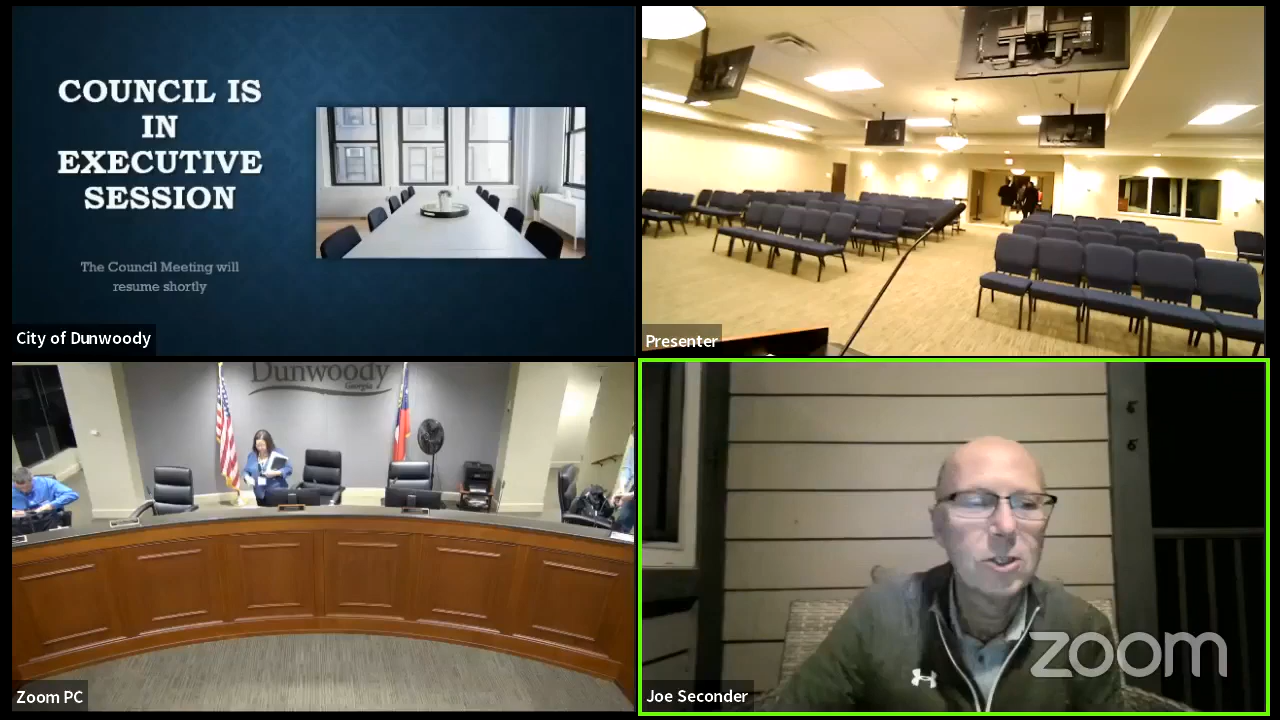 COUNCIL IS
IN
EXECUTIVE
SESSION
The Council Meeting will
resume shortly
City of Dunwoody
Presenter
Dunwoody
Georgia
Zoom PC
Joe Seconder
zoom